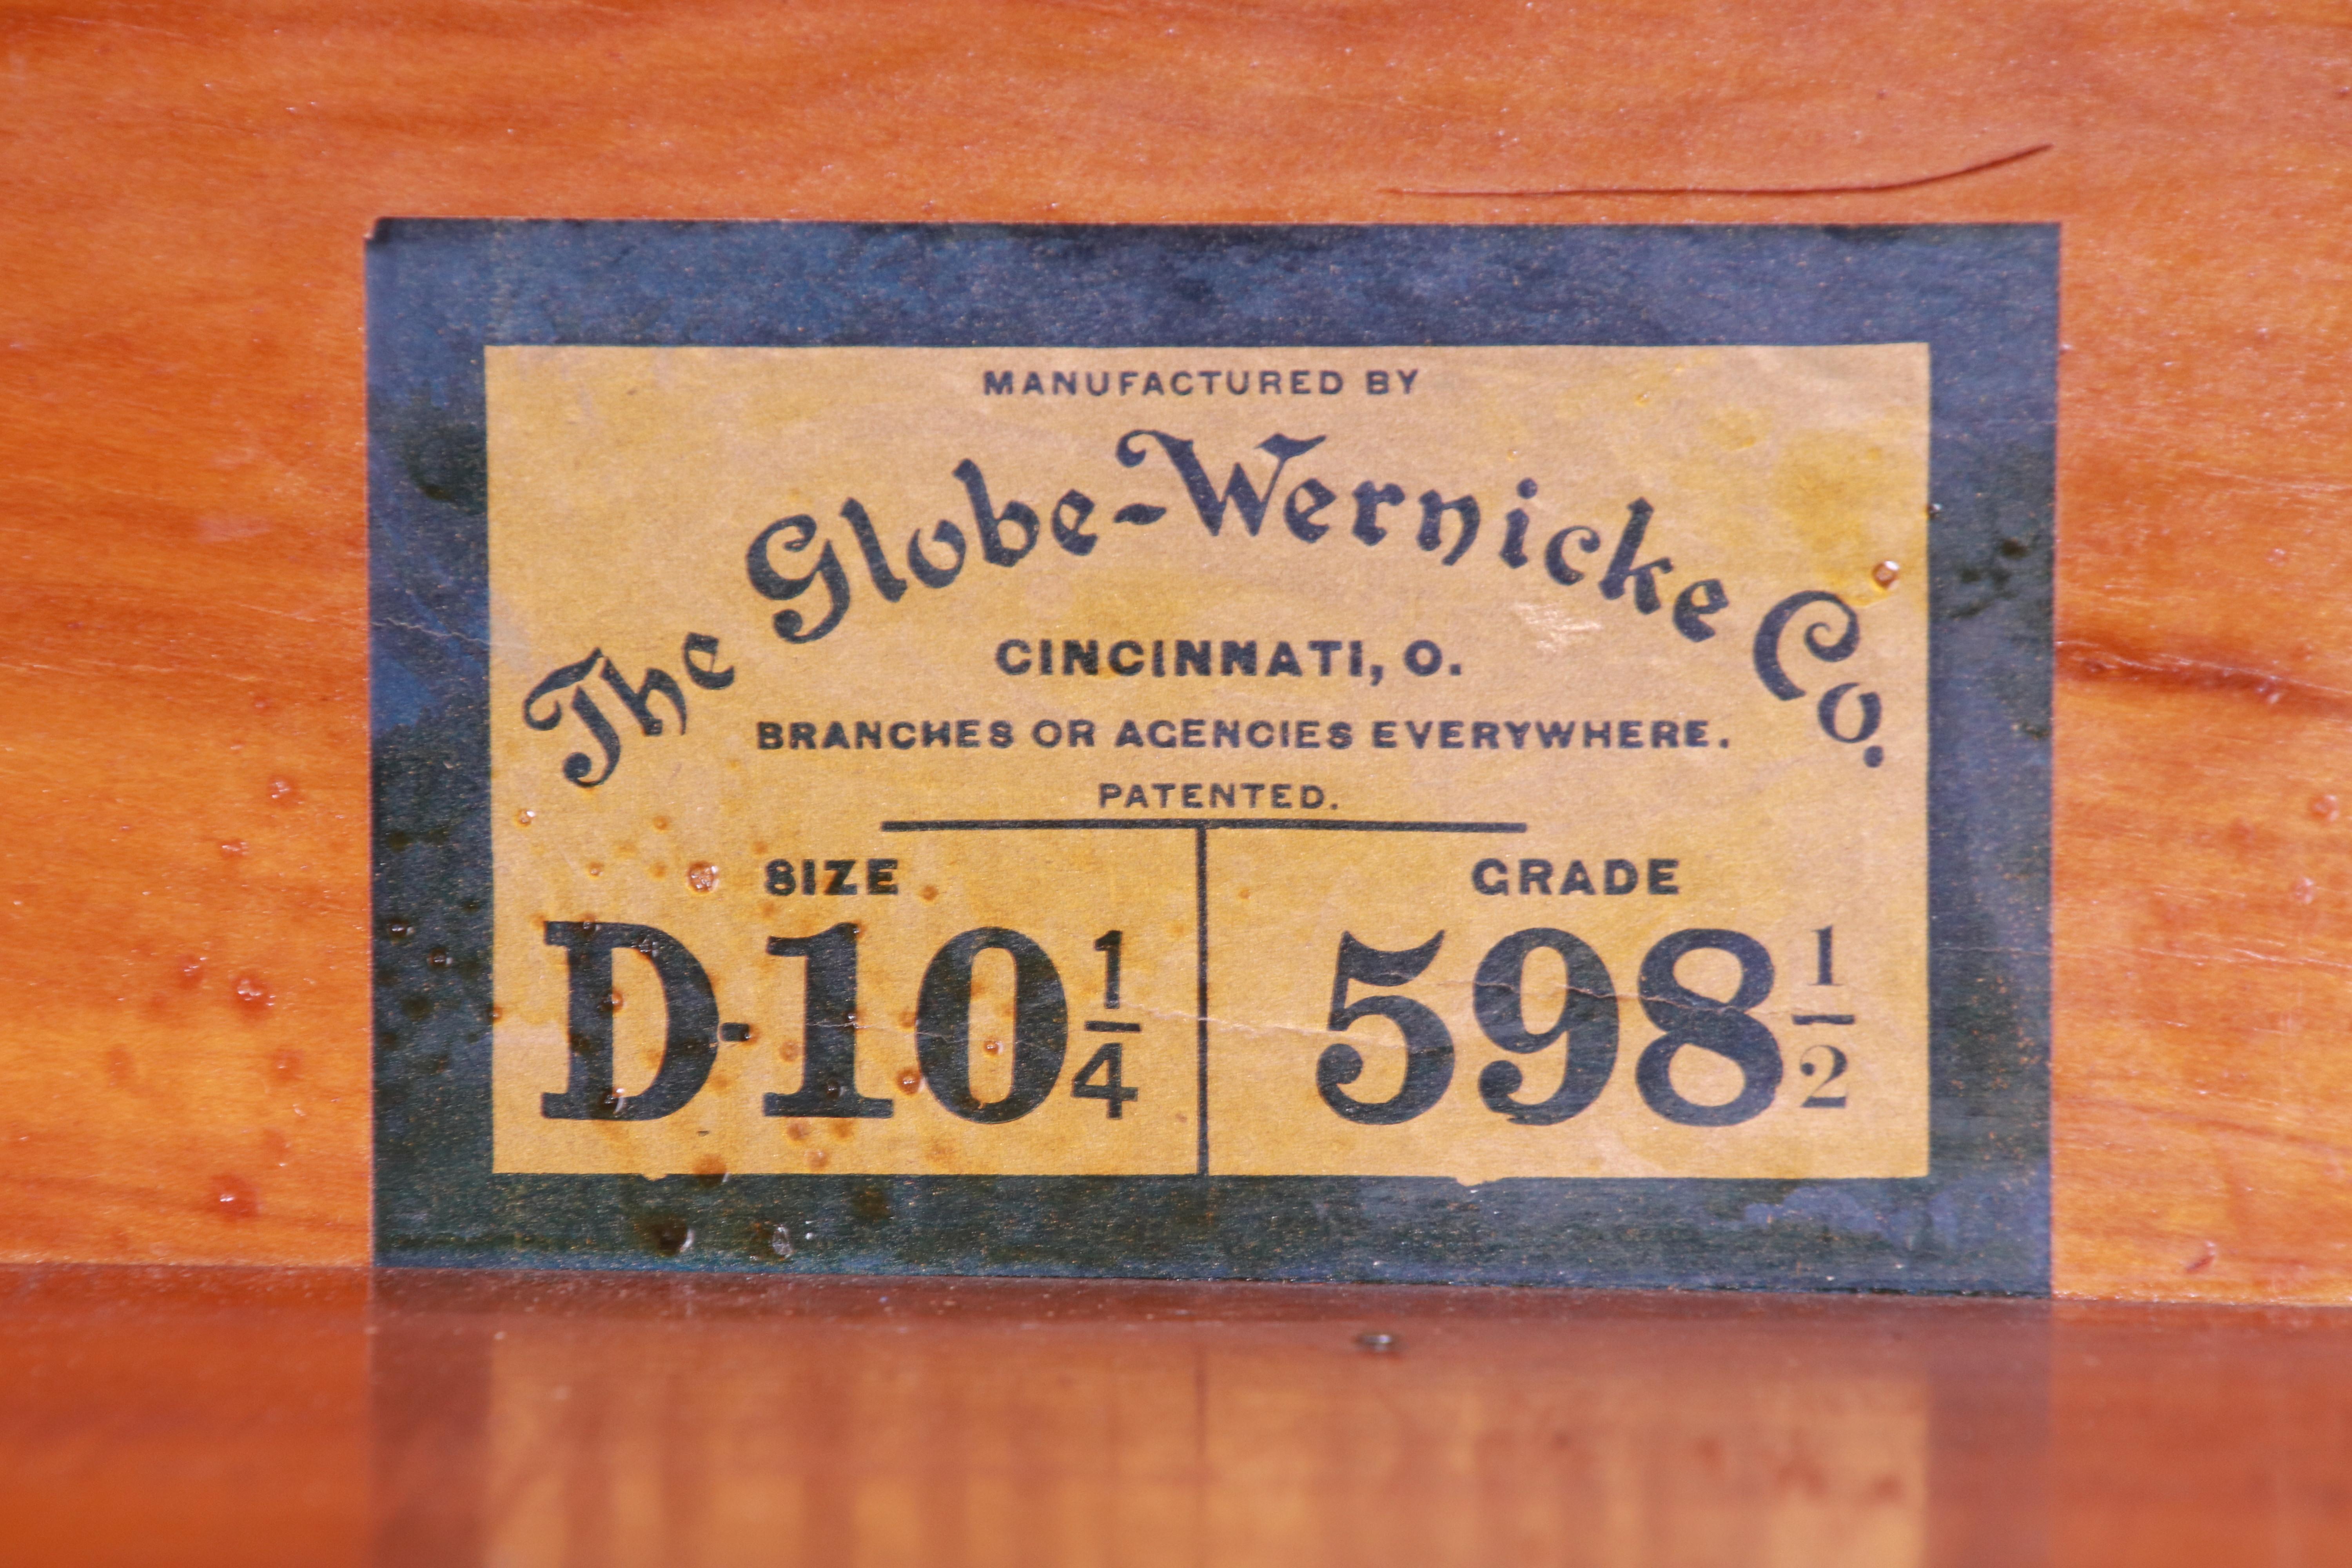 MANUFACTURED BY
The Globe-Wernicke Co.
CINCINNATI, O.
BRANCHES OR AGENCIES EVERYWHERE.
PATENTED.
SIZE
D-10 1/4
GRADE
598 1/2